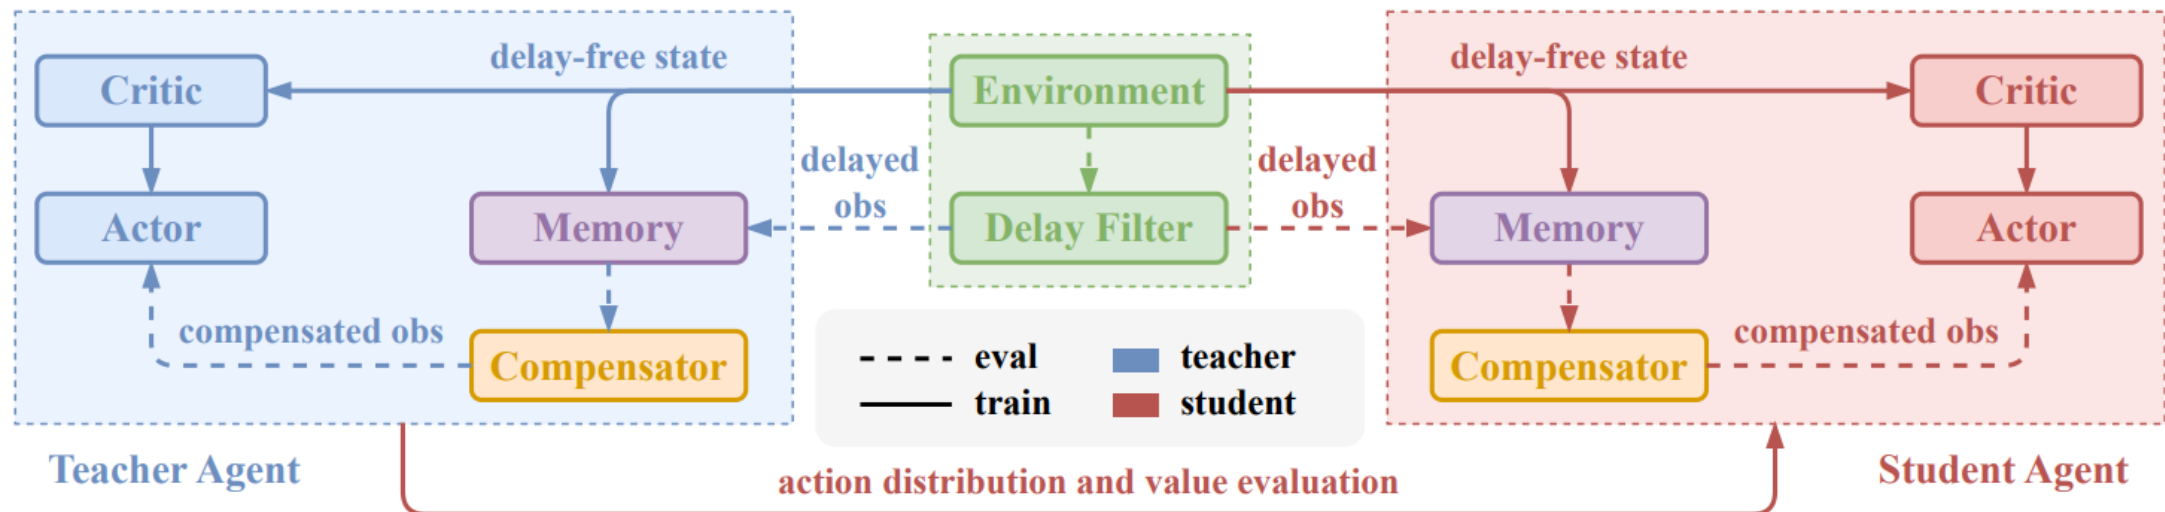 delay-free state
delay-free state
Critic
Environment
Critic
delayed
obs
delayed
obs
Actor
Memory
Delay Filter
Memory
Actor
compensated obs
compensated obs
Compensator
Compensator
eval
teacher
train
student
Teacher Agent
action distribution and value evaluation
Student Agent